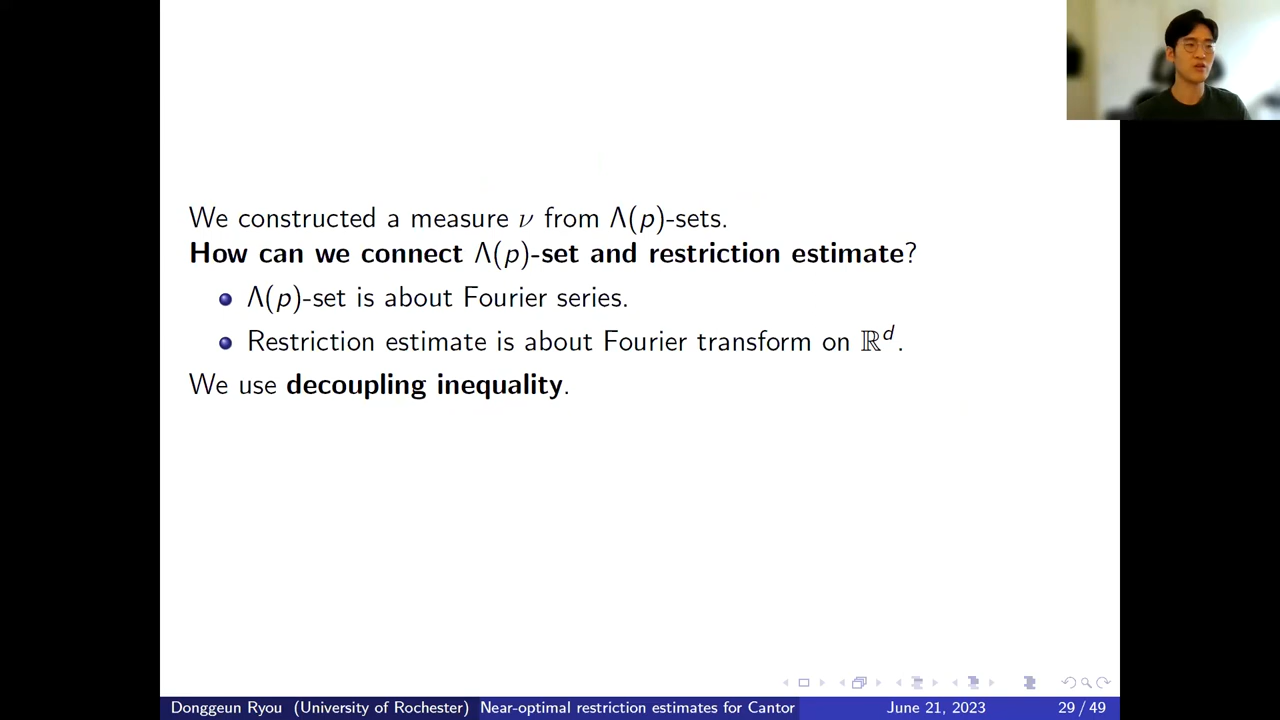 We constructed a measure ν from Λ(p)-sets.
How can we connect Λ(p)-set and restriction estimate?
Λ(p)-set is about Fourier series.
Restriction estimate is about Fourier transform on ℝᵈ.
We use decoupling inequality.
Donggeun Ryou (University of Rochester) Near-optimal restriction estimates for Cantor June 21, 2023 29 / 49